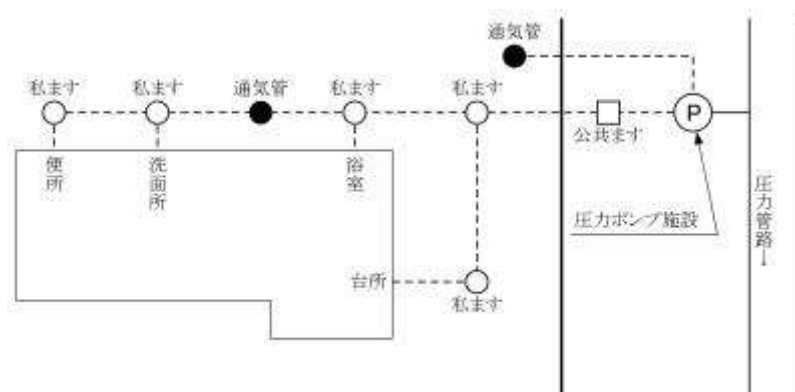 通気管
私ます
私ます
通気管
私ます
私ます
公共ます
P
便所
洗面所
浴室
圧力ポンプ施設
圧力管路→
台所
私ます